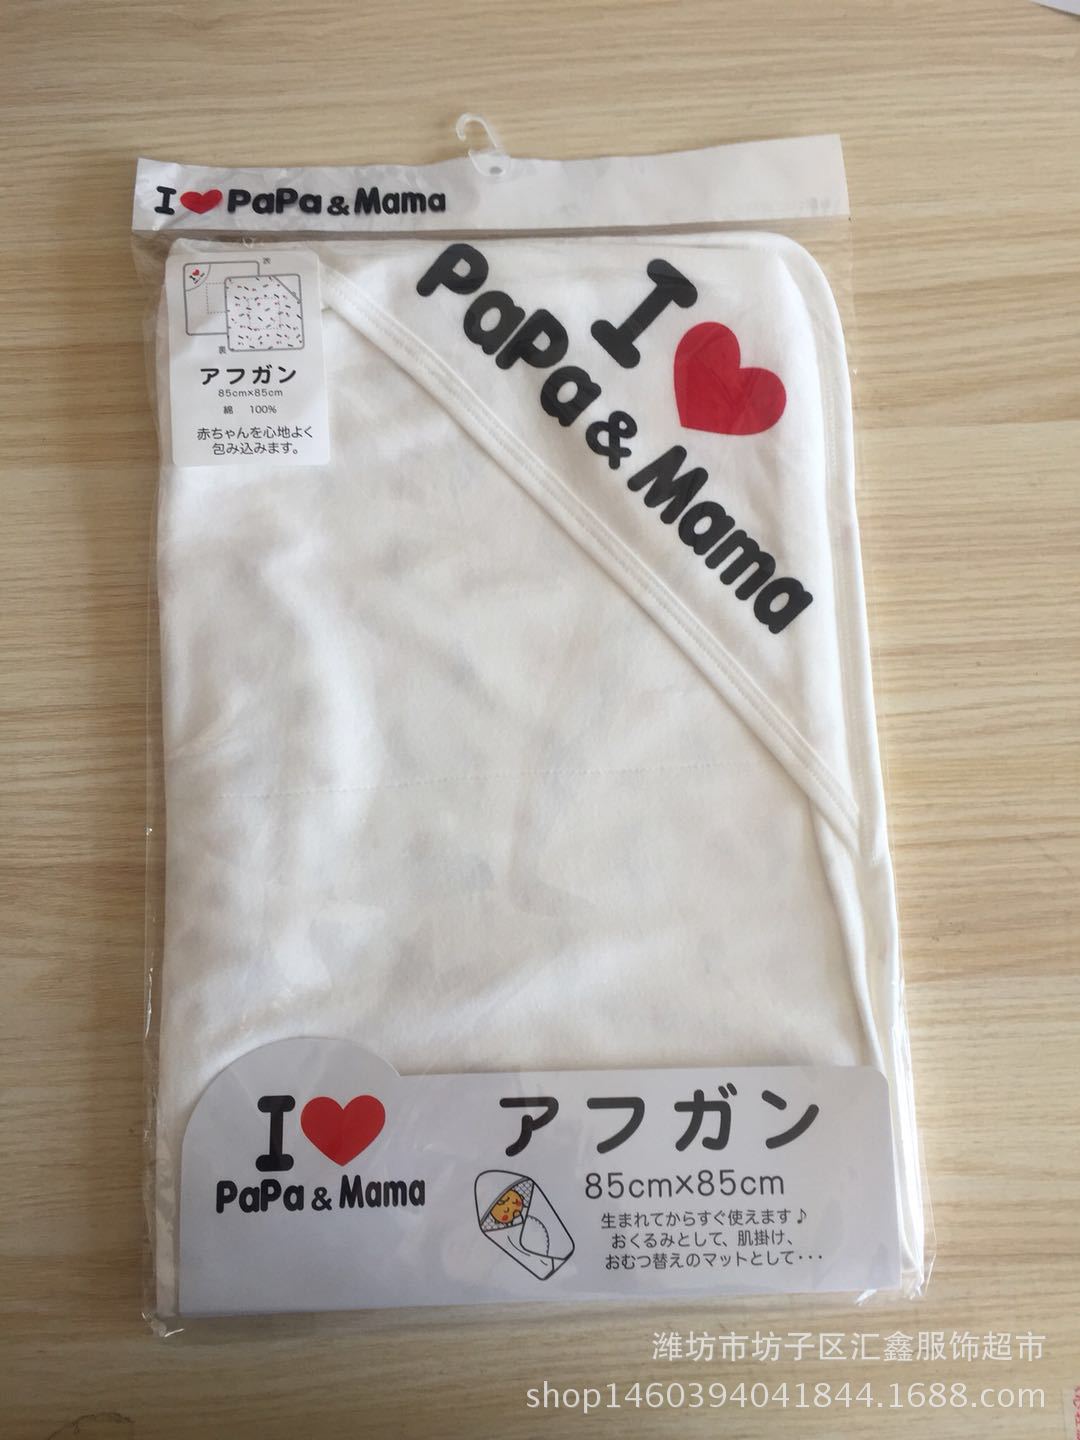 I ❤ PaPa & Mama
表
I ❤
裏
アフガン
85cm×85cm
綿 100%
赤ちゃんを心地よく
包み込みます。
I ❤
PaPa & Mama
I ❤
PaPa & Mama
アフガン
85cm×85cm
生まれてからすぐ使えます♪
おくるみとして、肌掛け、
おむつ替えのマットとして・・・
潍坊市坊子区汇鑫服饰超市
shop1460394041844.1688.com